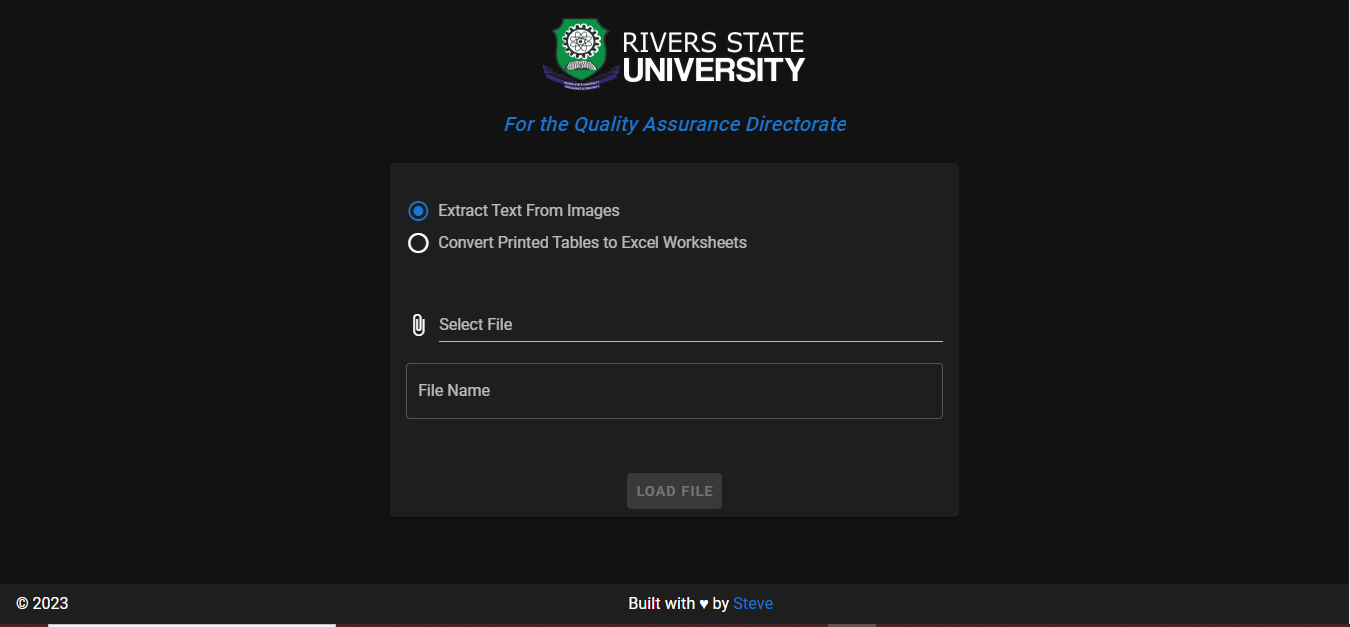 RIVERS STATE
UNIVERSITY
For the Quality Assurance Directorate
Extract Text From Images
Convert Printed Tables to Excel Worksheets
Select File
File Name
LOAD FILE
© 2023
Built with ♥ by Steve